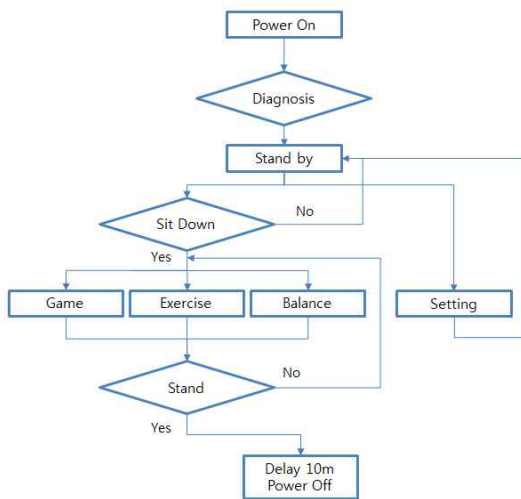 Power On
Diagnosis
Stand by
No
Sit Down
Yes
Game
Exercise
Balance
Setting
No
Stand
Yes
Delay 10m
Power Off